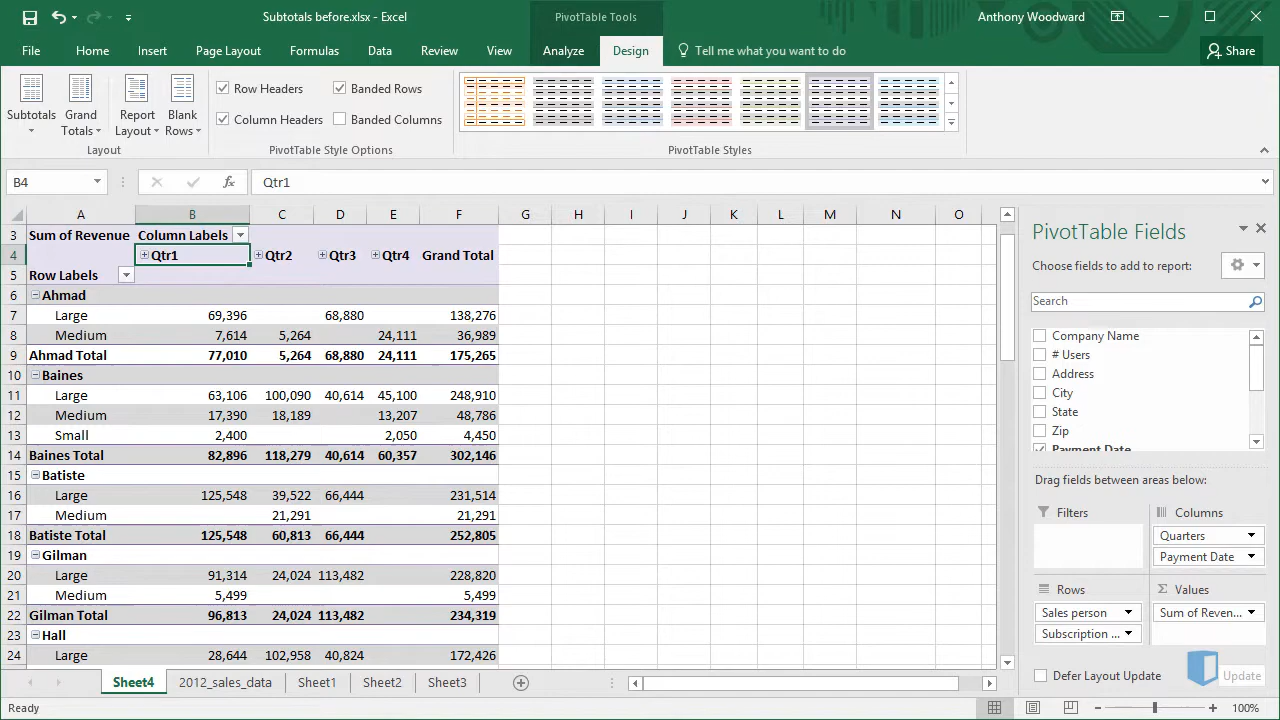 Subtotals before.xlsx - Excel
PivotTable Tools
Anthony Woodward
File Home Insert Page Layout Formulas Data Review View Analyze Design Tell me what you want to do Share
Subtotals
Grand Totals
Report Layout
Blank Rows
Row Headers
Banded Rows
Column Headers
Banded Columns
Layout
PivotTable Style Options
PivotTable Styles
B4
fx
Qtr1
A B C D E F G H I J K L M N O
3 Sum of Revenue Column Labels
4 Qtr1 Qtr2 Qtr3 Qtr4 Grand Total
5 Row Labels
6 Ahmad
7 Large 69,396 68,880 138,276
8 Medium 7,614 5,264 24,111 36,989
9 Ahmad Total 77,010 5,264 68,880 24,111 175,265
10 Baines
11 Large 63,106 100,090 40,614 45,100 248,910
12 Medium 17,390 18,189 13,207 48,786
13 Small 2,400 2,050 4,450
14 Baines Total 82,896 118,279 40,614 60,357 302,146
15 Batiste
16 Large 125,548 39,522 66,444 231,514
17 Medium 21,291 21,291
18 Batiste Total 125,548 60,813 66,444 252,805
19 Gilman
20 Large 91,314 24,024 113,482 228,820
21 Medium 5,499 5,499
22 Gilman Total 96,813 24,024 113,482 234,319
23 Hall
24 Large 28,644 102,958 40,824 172,426
PivotTable Fields
Choose fields to add to report:
Search
Company Name
# Users
Address
City
State
Zip
Payment Date
Drag fields between areas below:
Filters
Columns
Quarters
Payment Date
Rows
Sales person
Subscription ...
Σ Values
Sum of Reven...
Defer Layout Update
Update
Sheet4 2012_sales_data Sheet1 Sheet2 Sheet3
Ready
100%